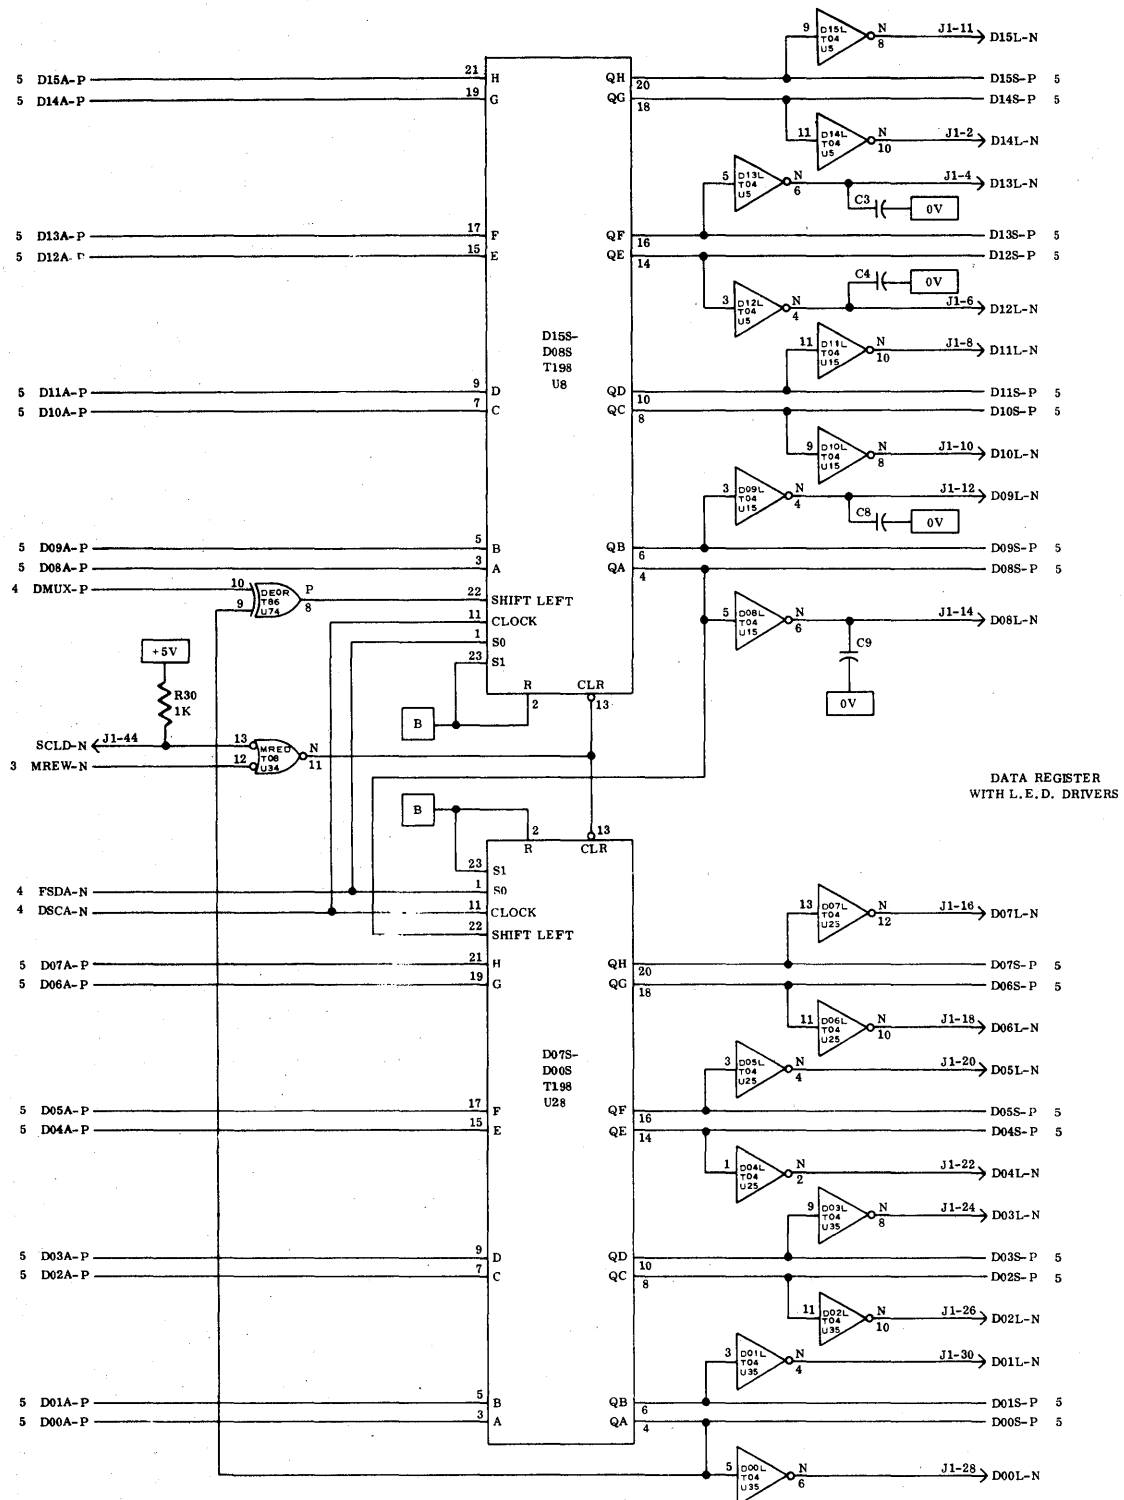 D15L T04 U5 9 N 8 J1-11 D15L-N
5 D15A-P 21 H QH 20 D15S-P 5
5 D14A-P 19 G QG 18 D14S-P 5
11 D14L T04 U5 N 10 J1-2 D14L-N
5 D13L T04 U5 N 6 J1-4 D13L-N
C3 0V
5 D13A-P 17 F QF 16 D13S-P 5
5 D12A-P 15 E QE 14 D12S-P 5
C4 0V
3 D12L T04 U5 N 4 J1-6 D12L-N
D15S-
D08S
T198
U8
11 D11L T04 U15 N 10 J1-8 D11L-N
5 D11A-P 9 D QD 10 D11S-P 5
5 D10A-P 7 C QC 8 D10S-P 5
9 D10L T04 U15 N 8 J1-10 D10L-N
3 D09L T04 U15 N 4 J1-12 D09L-N
C8 0V
5 D09A-P 5 B QB 6 D09S-P 5
5 D08A-P 3 A QA 4 D08S-P 5
4 DMUX-P 10 9 DEOR T86 U74 P 8 22 SHIFT LEFT
11 CLOCK
1 S0
23 S1
5 D08L T04 U15 N 6 J1-14 D08L-N
C9
0V
+5V
R30
1K
R CLR
2 13
B
SCLD-N J1-44 13
3 MREW-N 12
MREO T08 U34 N 11
DATA REGISTER
WITH L.E.D. DRIVERS
B
2 13
R CLR
23 S1
4 FSDA-N 1 S0
4 DSCA-N 11 CLOCK
22 SHIFT LEFT
13 D07L T04 U25 N 12 J1-16 D07L-N
5 D07A-P 21 H QH 20 D07S-P 5
5 D06A-P 19 G QG 18 D06S-P 5
11 D06L T04 U25 N 10 J1-18 D06L-N
D07S-
D00S
T198
U28
3 D05L T04 U25 N 4 J1-20 D05L-N
5 D05A-P 17 F QF 16 D05S-P 5
5 D04A-P 15 E QE 14 D04S-P 5
1 D04L T04 U25 N 2 J1-22 D04L-N
9 D03L T04 U35 N 8 J1-24 D03L-N
5 D03A-P 9 D QD 10 D03S-P 5
5 D02A-P 7 C QC 8 D02S-P 5
11 D02L T04 U35 N 10 J1-26 D02L-N
3 D01L T04 U35 N 4 J1-30 D01L-N
5 D01A-P 5 B QB 6 D01S-P 5
5 D00A-P 3 A QA 4 D00S-P 5
5 D00L T04 U35 N 6 J1-28 D00L-N